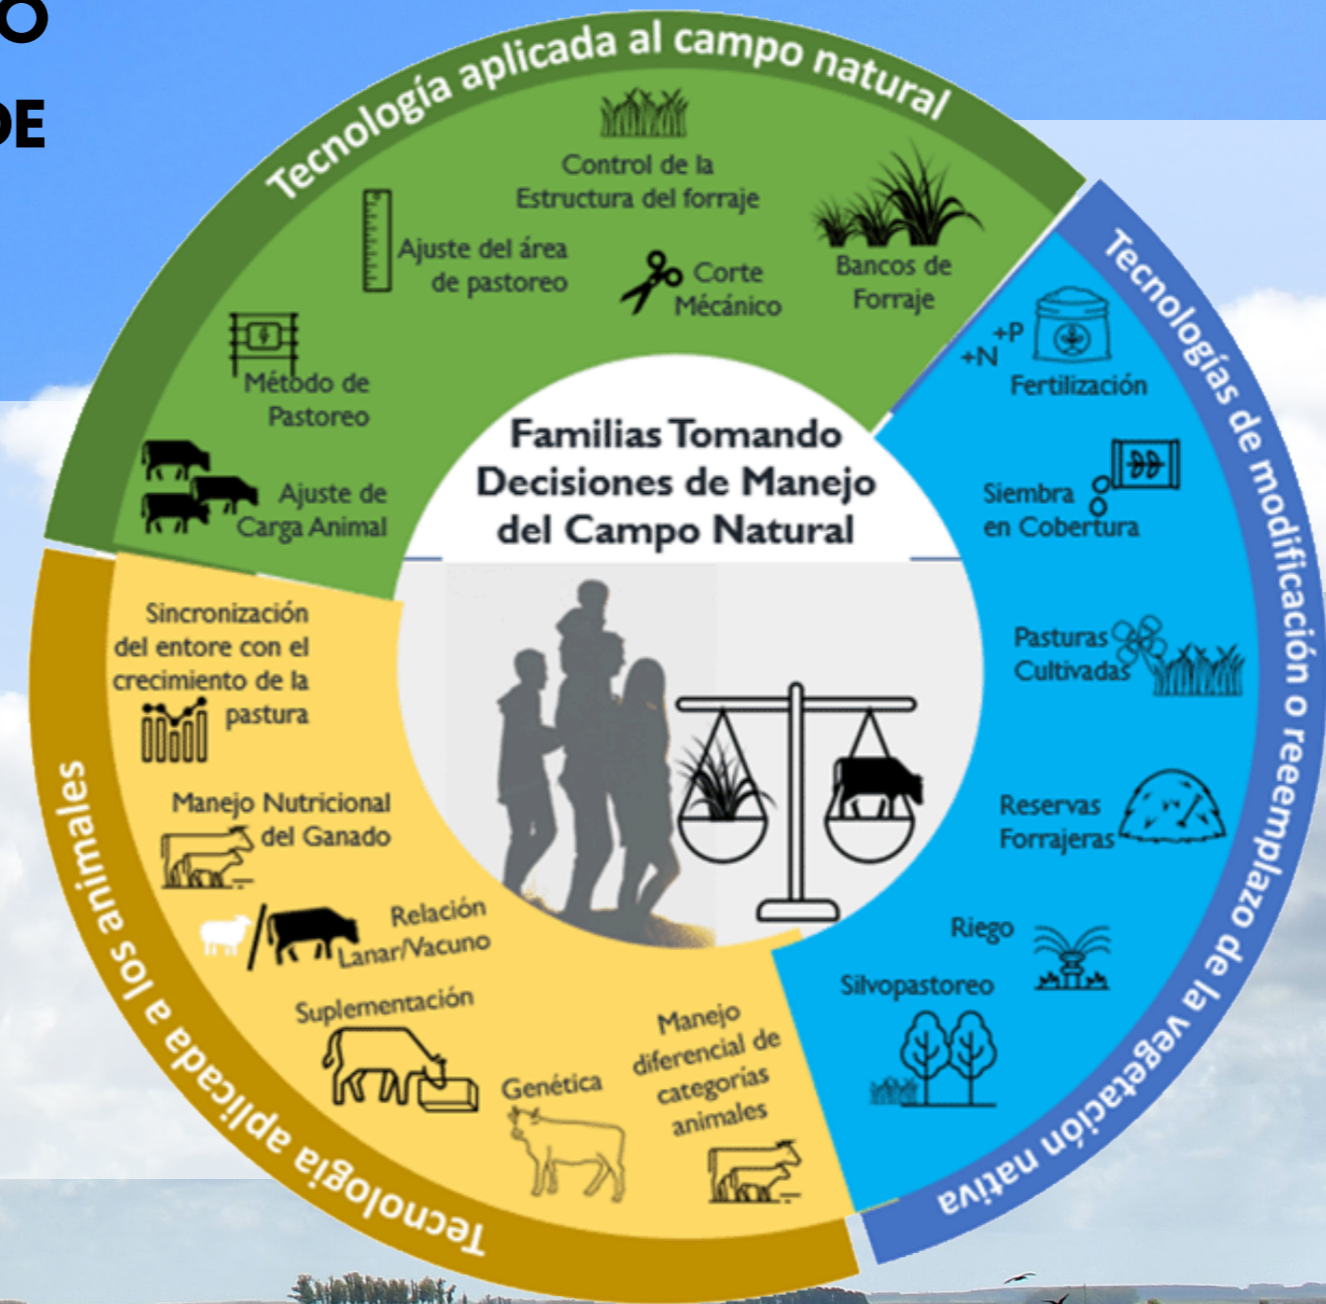 O
DE
Tecnología aplicada al campo natural
Control de la
Estructura del forraje
Ajuste del área
de pastoreo
Corte
Mécánico
Bancos de
Forraje
Método de
Pastoreo
Ajuste de
Carga Animal
Tecnologías de modificación o reeemplazo de la vegetación nativa
+P
+N
Fertilización
Siembra
en Cobertura
Pasturas
Cultivadas
Reservas
Forrajeras
Riego
Silvopastoreo
Familias Tomando
Decisiones de Manejo
del Campo Natural
Tecnología aplicada a los animales
Sincronización
del entore con el
crecimiento de la
pastura
Manejo Nutricional
del Ganado
Relación
Lanar/Vacuno
Suplementación
Genética
Manejo
diferencial de
categorías
animales